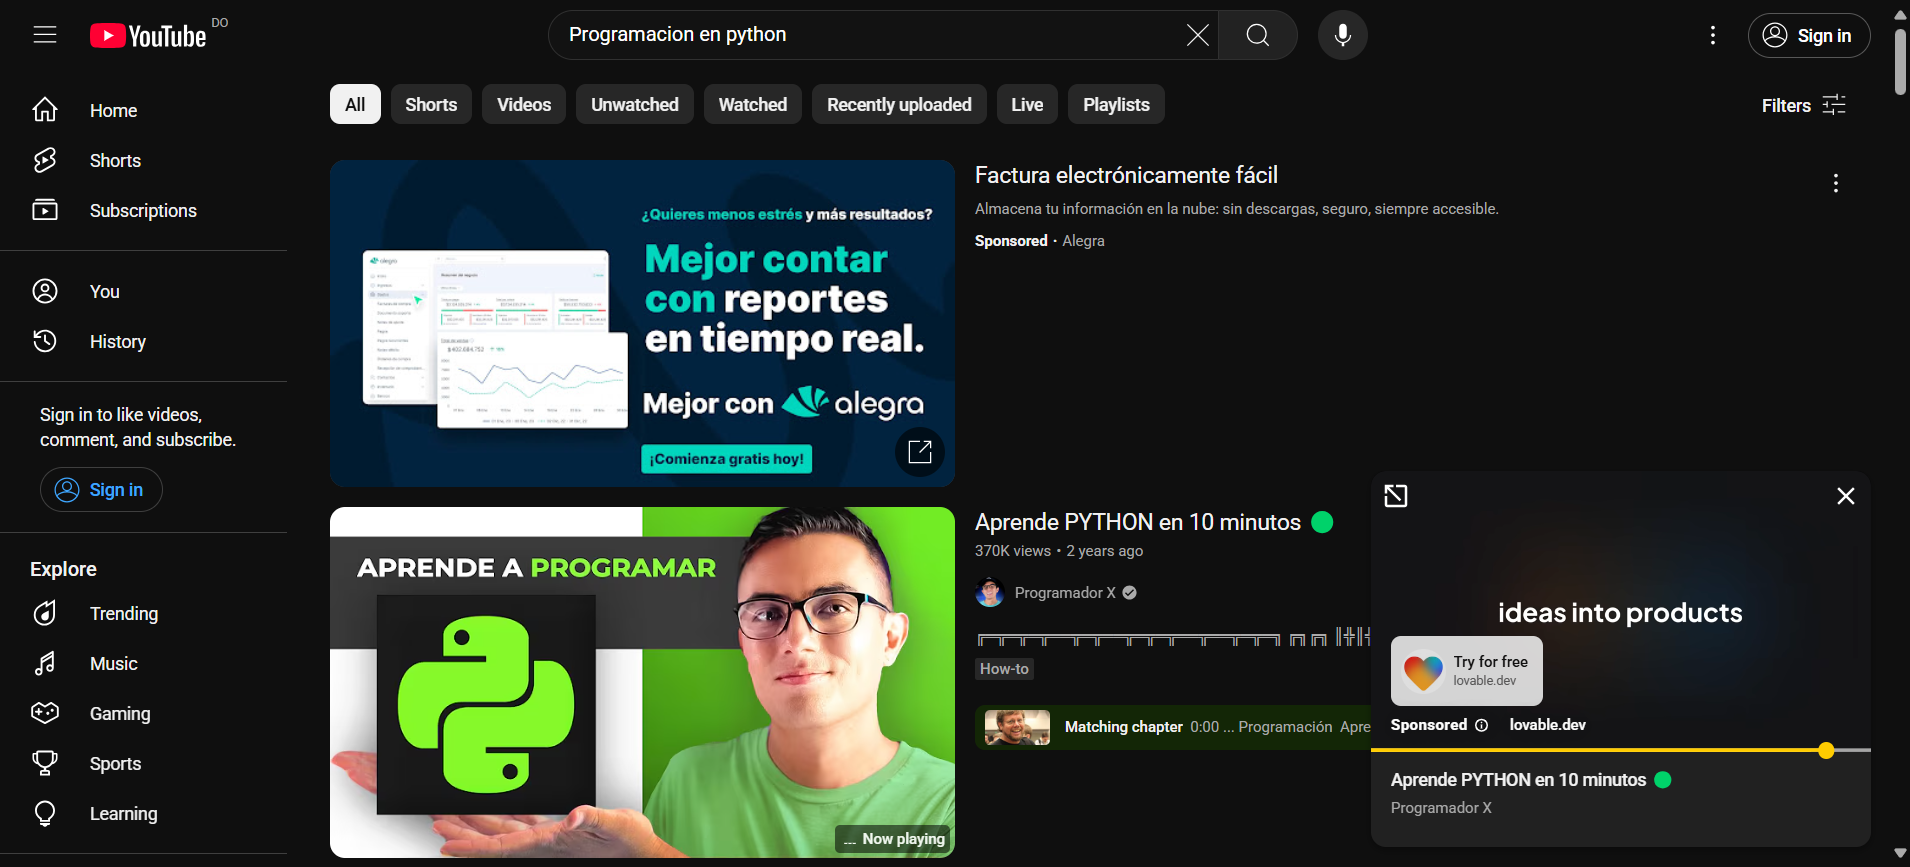 YouTube DO
Programacion en python
Sign in
Home
Shorts
Subscriptions
You
History
Sign in to like videos,
comment, and subscribe.
Sign in
Explore
Trending
Music
Gaming
Sports
Learning
All Shorts Videos Unwatched Watched Recently uploaded Live Playlists
Filters
¿Quieres menos estrés y más resultados?
Mejor contar
con reportes
en tiempo real.
Mejor con alegra
¡Comienza gratis hoy!
alegra
Factura electrónicamente fácil
Almacena tu información en la nube: sin descargas, seguro, siempre accesible.
Sponsored • Alegra
APRENDE A PROGRAMAR
Now playing
Aprende PYTHON en 10 minutos
370K views • 2 years ago
Programador X
How-to
Matching chapter 0:00 ... Programación Apre
ideas into products
Try for free
lovable.dev
Sponsored lovable.dev
Aprende PYTHON en 10 minutos
Programador X